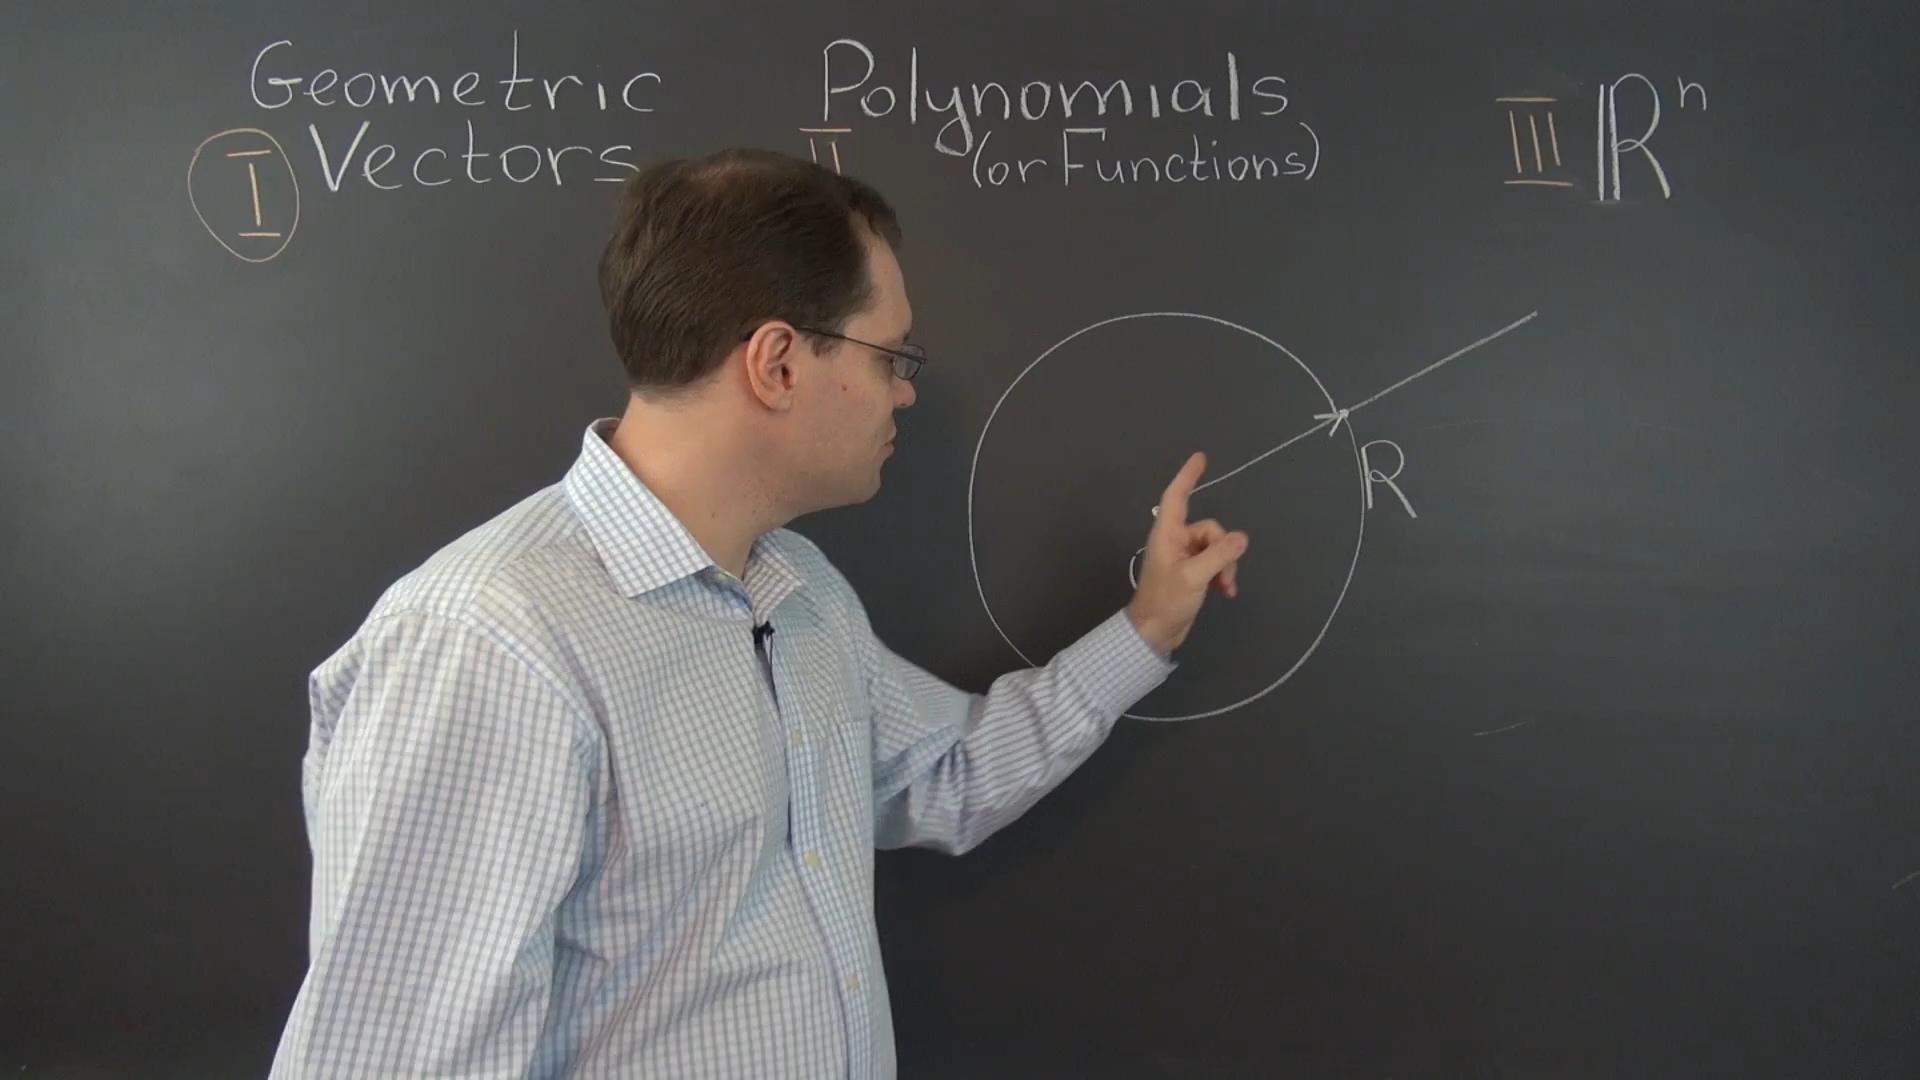 Geometric
I Vectors
Polynomials
II (or Functions)
III ℝⁿ
R